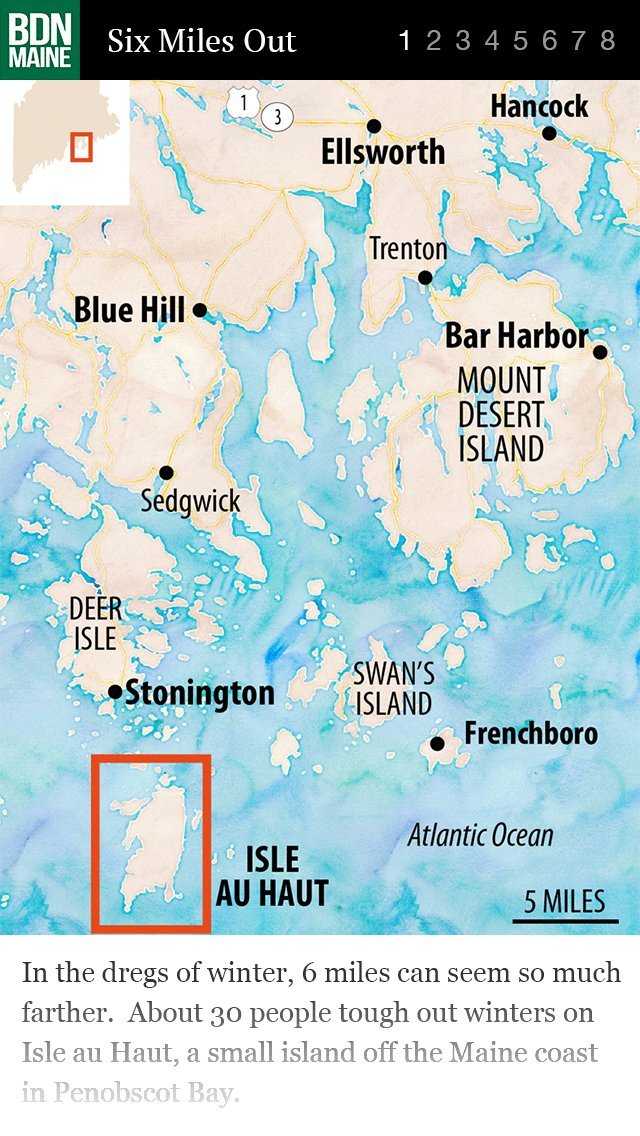 BDN
MAINE
Six Miles Out
1 2 3 4 5 6 7 8
1
3
Hancock
Ellsworth
Trenton
Blue Hill
Bar Harbor
MOUNT
DESERT
ISLAND
Sedgwick
DEER
ISLE
SWAN'S
ISLAND
Stonington
Frenchboro
Atlantic Ocean
ISLE
AU HAUT
5 MILES
In the dregs of winter, 6 miles can seem so much
farther.  About 30 people tough out winters on
Isle au Haut, a small island off the Maine coast
in Penobscot Bay.